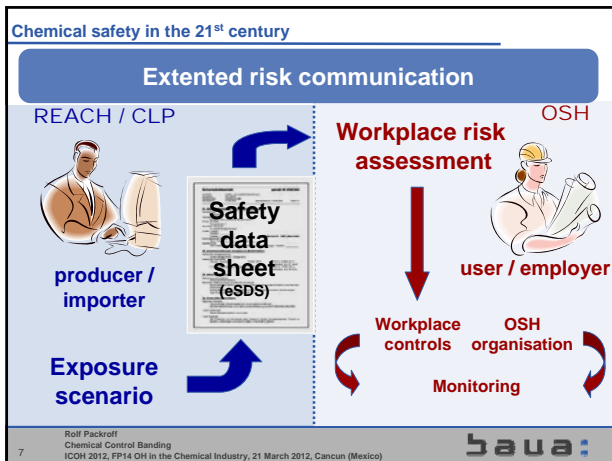 Chemical safety in the 21st century
Extented risk communication
REACH / CLP
OSH
Workplace risk
assessment
Safety
data
sheet
(eSDS)
producer /
importer
user / employer
Workplace
controls
OSH
organisation
Exposure
scenario
Monitoring
Rolf Packroff
Chemical Control Banding
7
ICOH 2012, FP14 OH in the Chemical Industry, 21 March 2012, Cancun (Mexico)
baua: